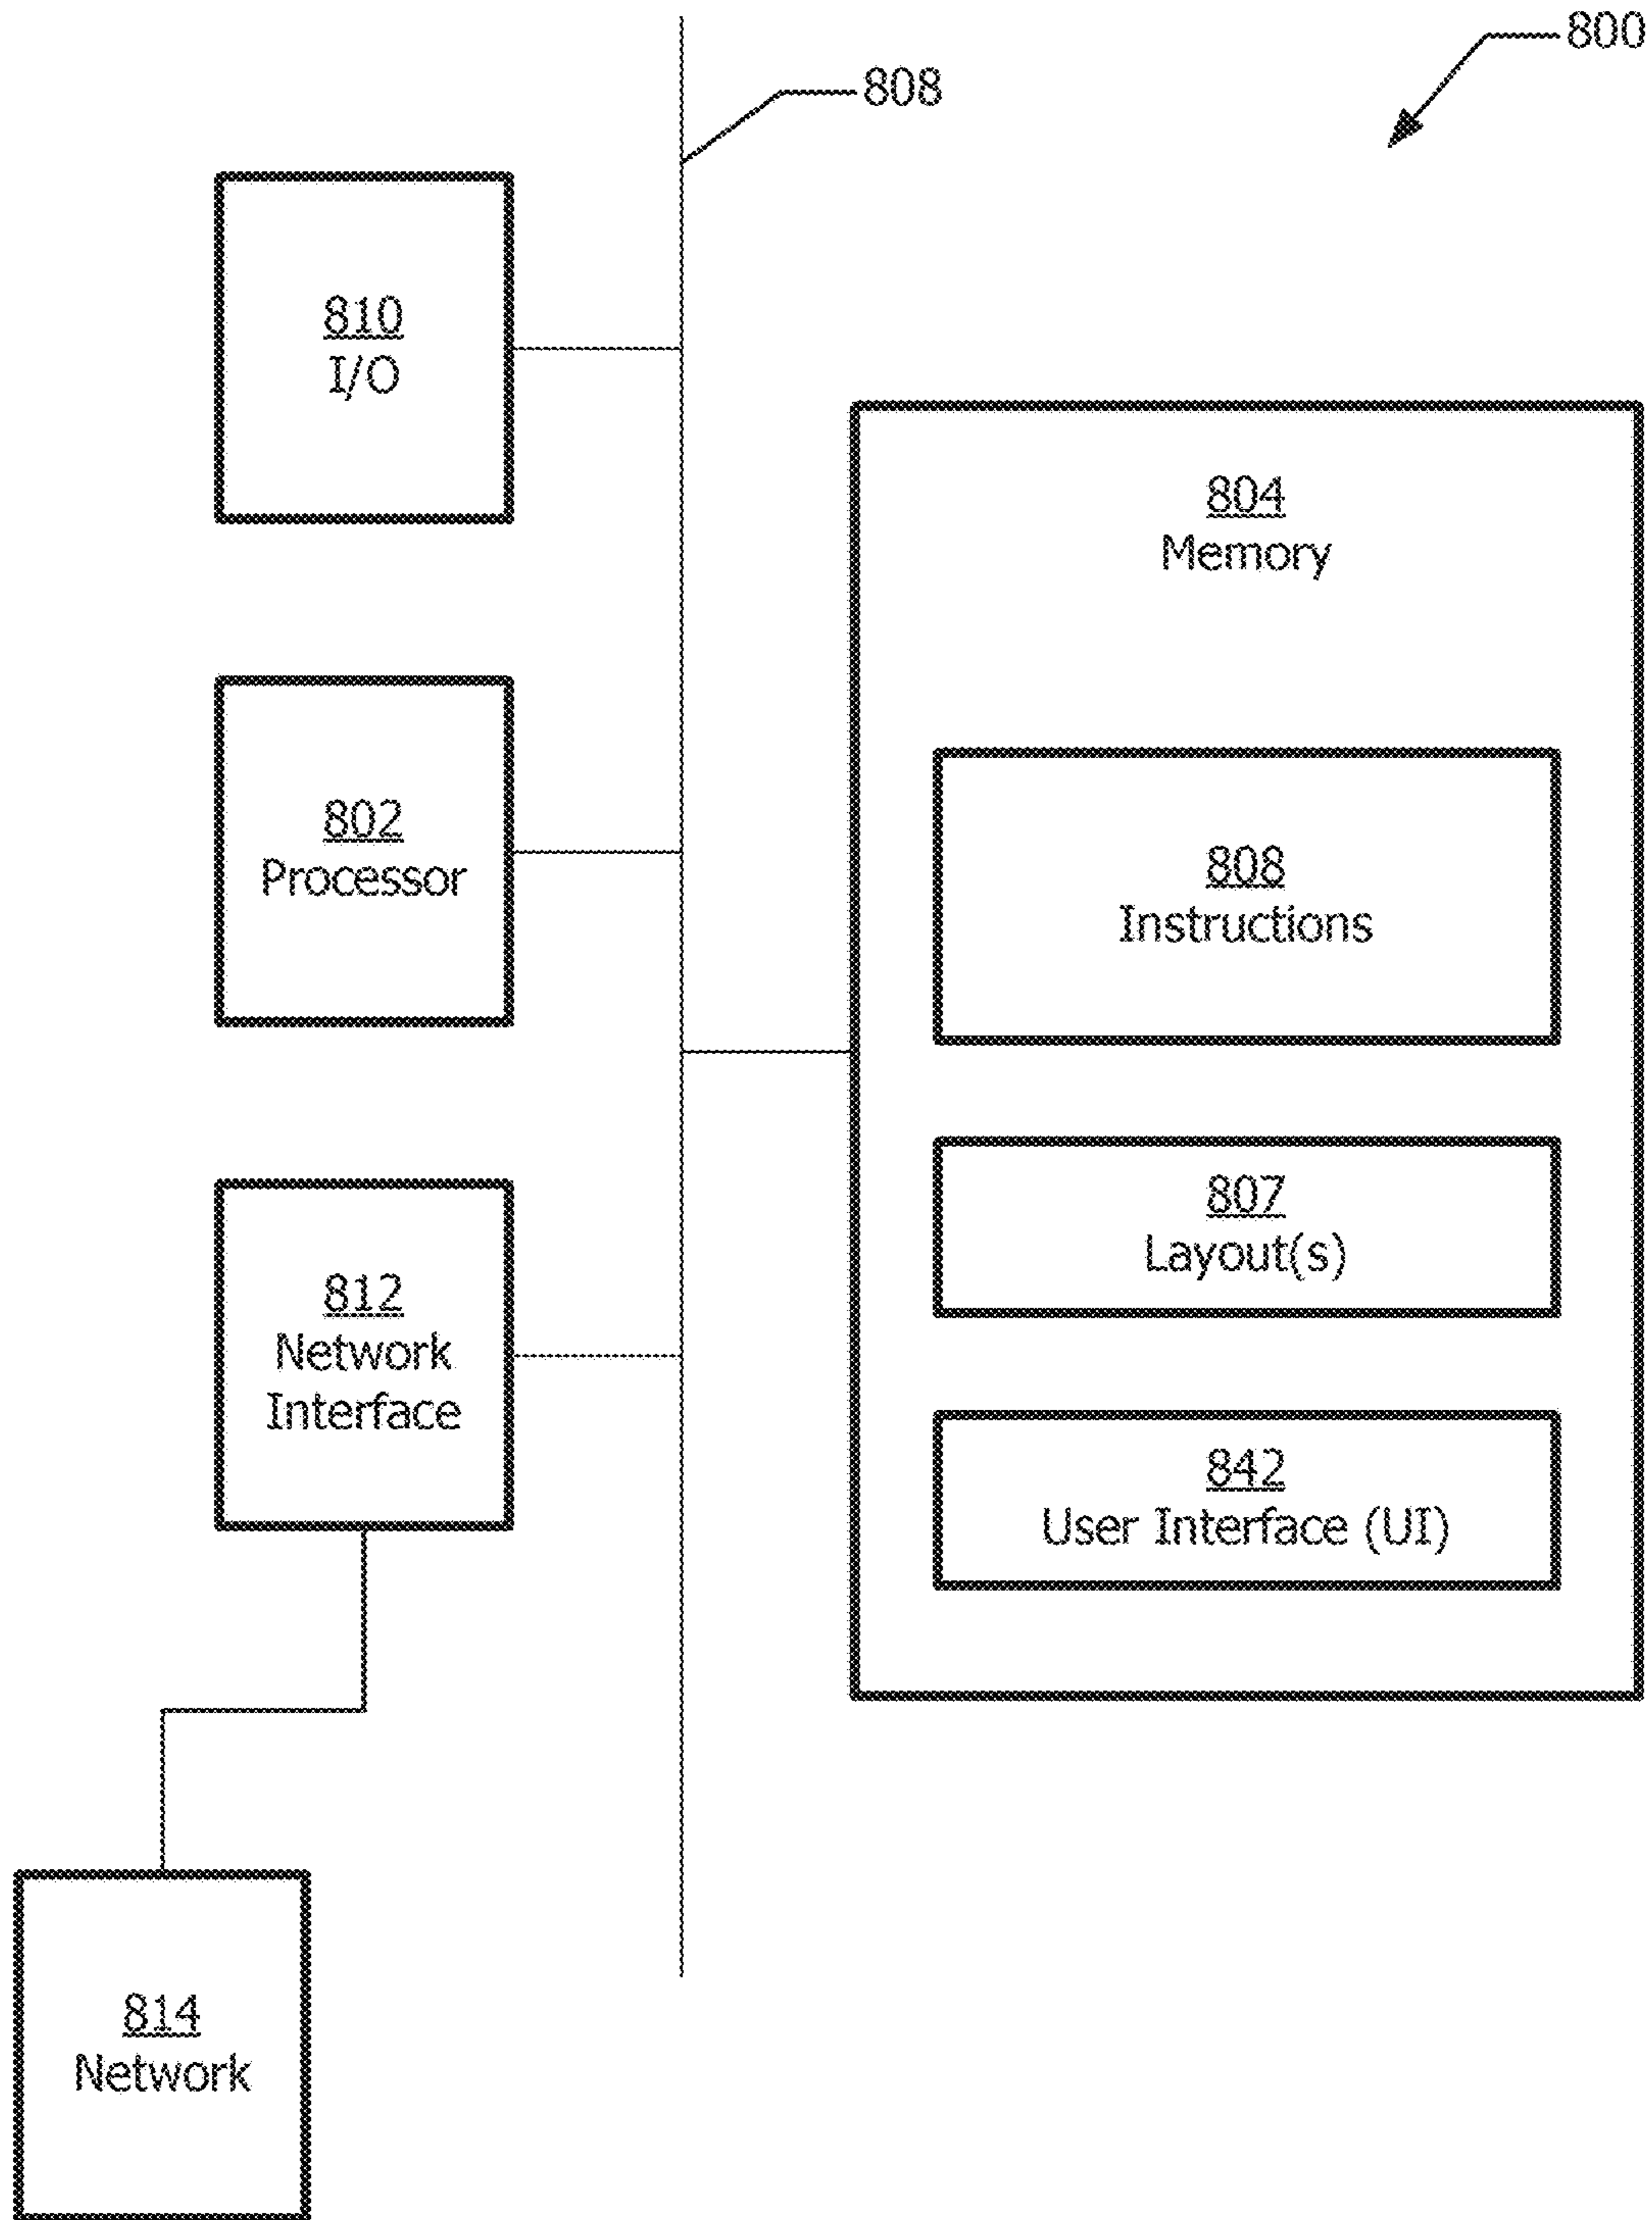 800
808
810
I/O
804
Memory
802
Processor
808
Instructions
807
Layout(s)
812
Network
Interface
842
User Interface (UI)
814
Network